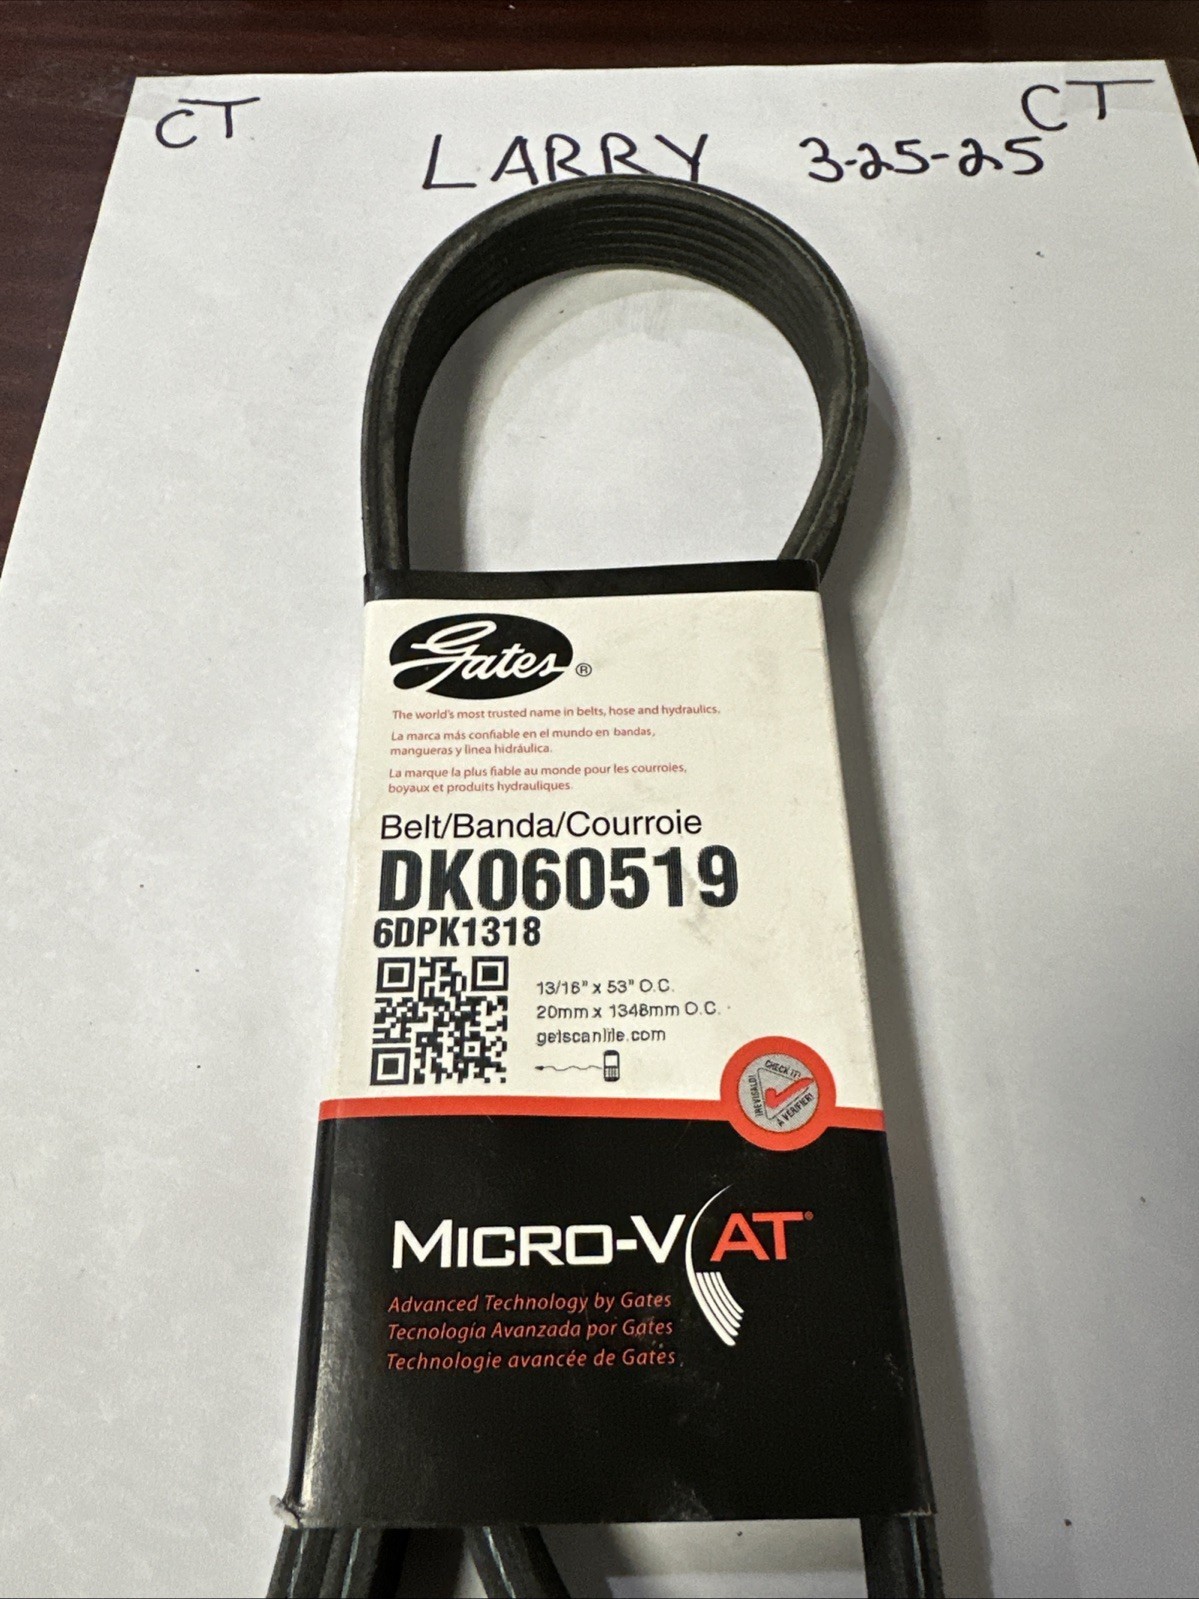 CT
CT
LARRY 3-25-25
Gates®
The world's most trusted name in belts, hose and hydraulics.
La marca más confiable en el mundo en bandas,
mangueras y línea hidráulica.
La marque la plus fiable au monde pour les courroies,
boyaux et produits hydrauliques.
Belt/Banda/Courroie
DK060519
6DPK1318
13/16" x 53" O.C.
20mm x 1348mm O.C.
getscanlife.com
CHECK IT!
¡REVISALO!
À VÉRIFIER!
MICRO-V AT®
Advanced Technology by Gates
Tecnología Avanzada por Gates
Technologie avancée de Gates